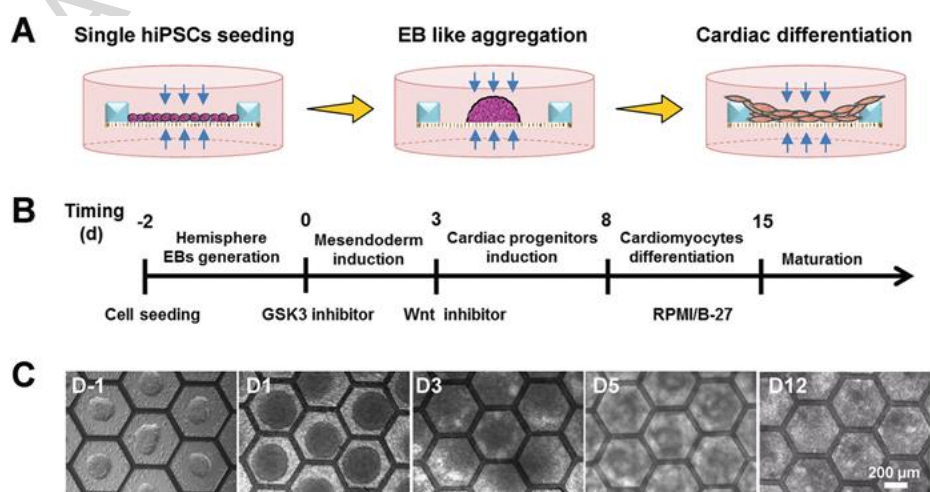 A
Single hiPSCs seeding
EB like aggregation
Cardiac differentiation
B
Timing
(d)
-2
0
3
8
15
Hemisphere
EBs generation
Mesendoderm
induction
Cardiac progenitors
induction
Cardiomyocytes
differentiation
Maturation
Cell seeding
GSK3 inhibitor
Wnt inhibitor
RPMI/B-27
C
D-1
D1
D3
D5
D12
200 µm